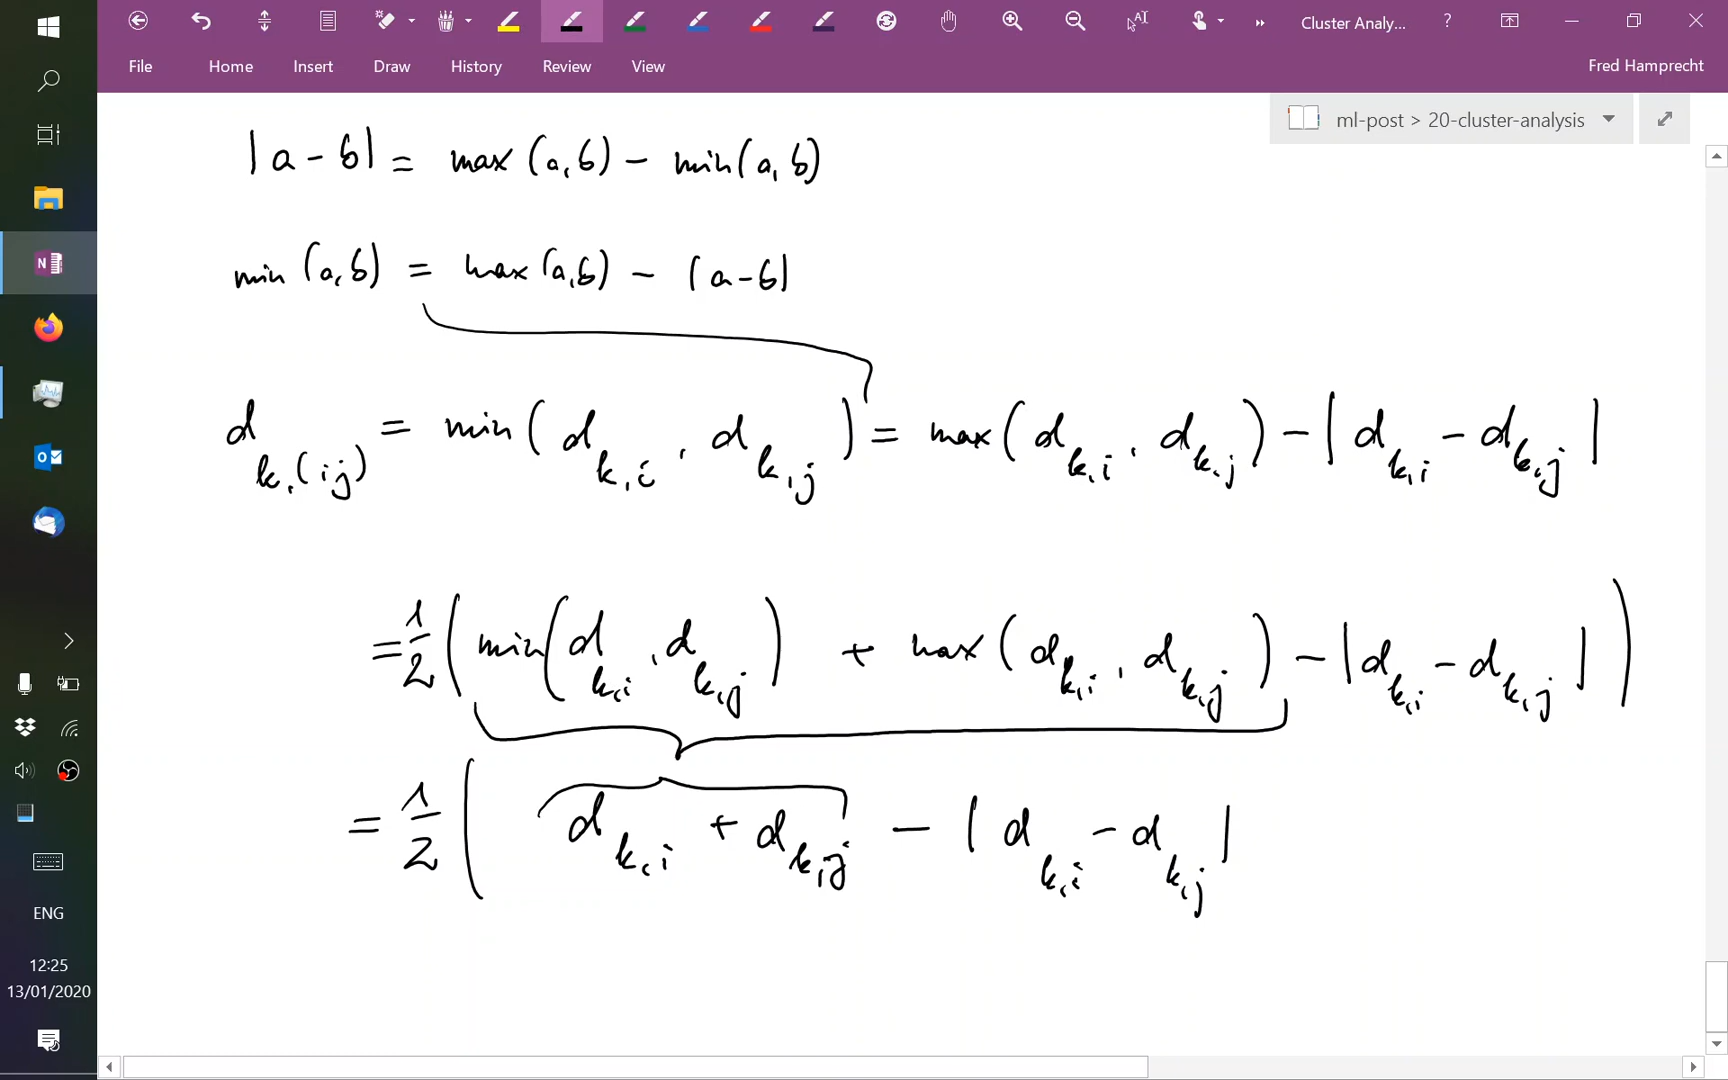 Cluster Analy... ?
File Home Insert Draw History Review View Fred Hamprecht
ml-post > 20-cluster-analysis
|a - b| = max(a,b) - min(a,b)
min(a,b) = max(a,b) - |a-b|
d_{k,(ij)} = min(d_{k,i}, d_{k,j}) = max(d_{k,i}, d_{k,j}) - |d_{k,i} - d_{k,j}|
= 1/2 (min(d_{k,i}, d_{k,j}) + max(d_{k,i}, d_{k,j}) - |d_{k,i} - d_{k,j}|)
= 1/2 ( d_{k,i} + d_{k,j} - |d_{k,i} - d_{k,j}|
ENG
12:25
13/01/2020